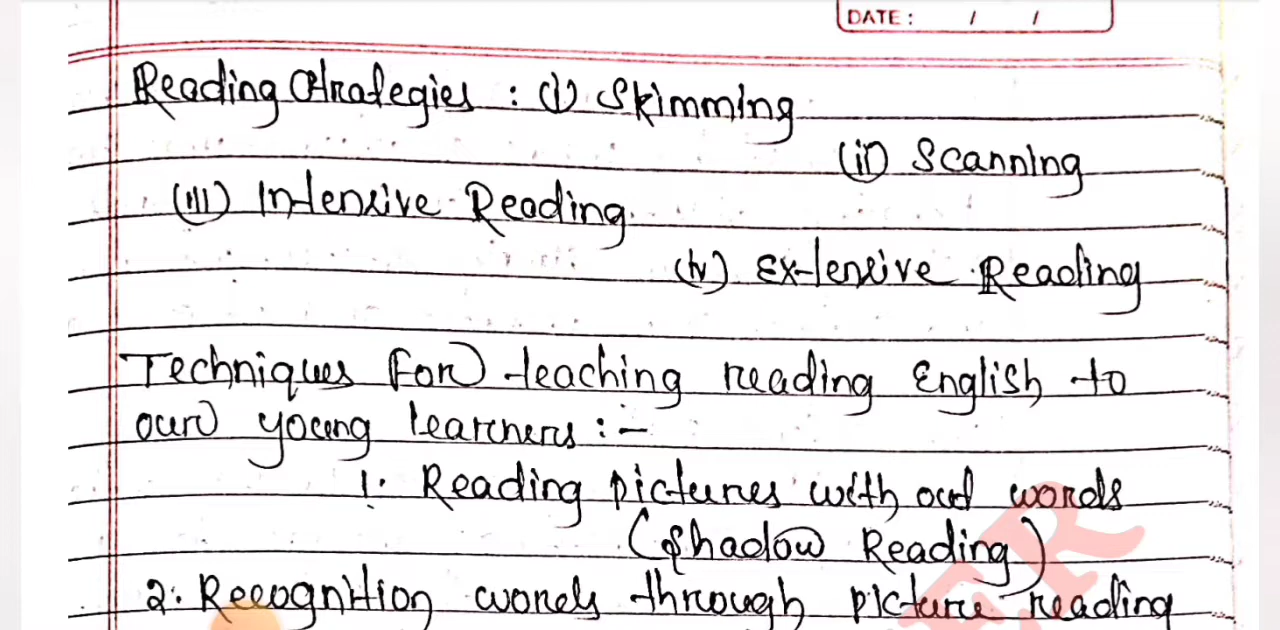 DATE: / /
Reading Strategies : (i) Skimming
(ii) Scanning
(iii) Intensive Reading
(iv) Extensive Reading
Techniques for teaching reading English to
our young learners :-
1. Reading pictures with out words
(Shadow Reading)
2. Recognition words through picture reading